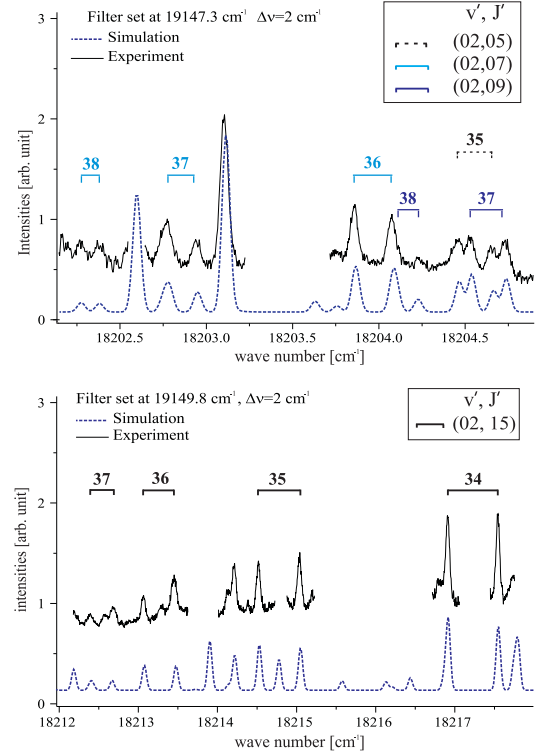 Filter set at 19147.3 cm⁻¹ Δν=2 cm⁻¹
Simulation
Experiment
v', J'
(02,05)
(02,07)
(02,09)
38
37
36
38
35
37
3
2
1
0
Intensities [arb. unit]
18202.5
18203.0
18203.5
18204.0
18204.5
wave number [cm⁻¹]
Filter set at 19149.8 cm⁻¹, Δν=2 cm⁻¹
Simulation
Experiment
v', J'
(02, 15)
37
36
35
34
3
2
1
0
intensities [arb. unit]
18212
18213
18214
18215
18216
18217
wave number [cm⁻¹]